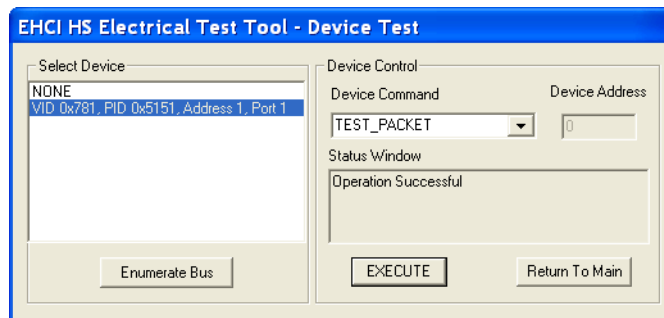 EHCI HS Electrical Test Tool - Device Test
Select Device
NONE
VID 0x781, PID 0x5151, Address 1, Port 1
Enumerate Bus
Device Control
Device Command
Device Address
TEST_PACKET
0
Status Window
Operation Successful
EXECUTE
Return To Main